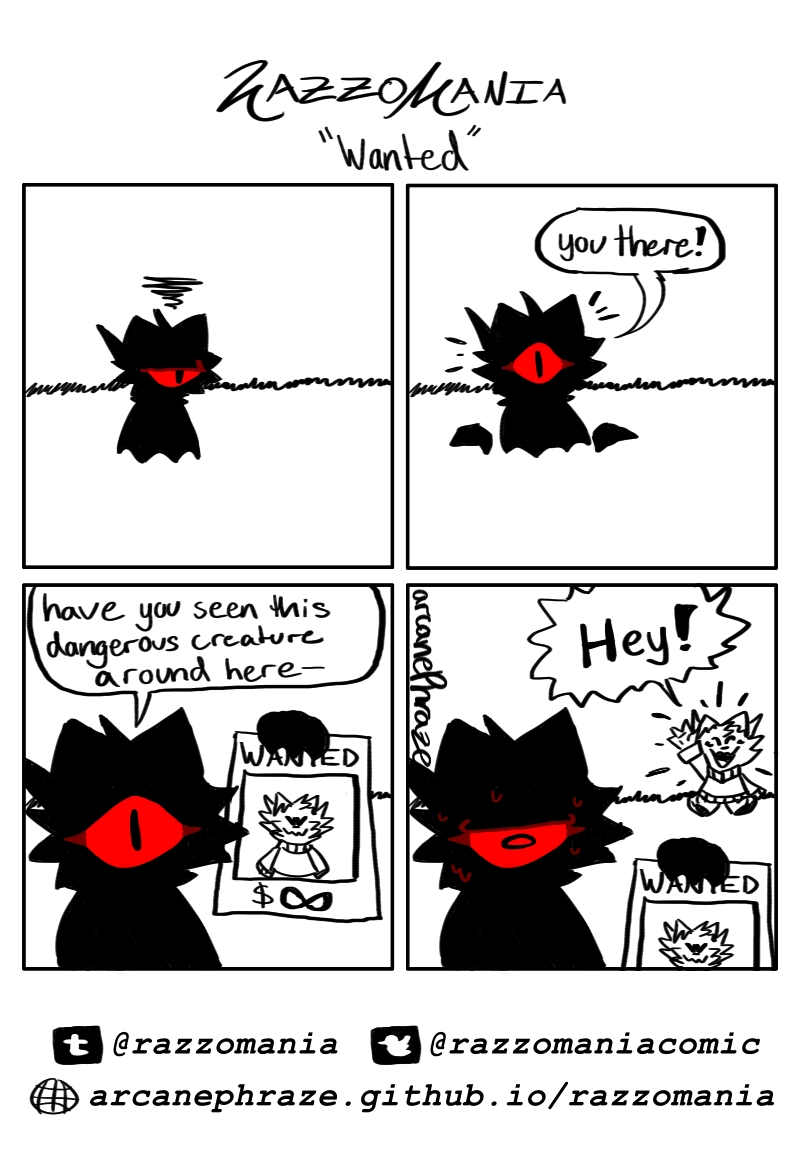 RAZZOMANIA
"Wanted"
you there!
have you seen this
dangerous creature
around here—
WANTED
$ ∞
arcanephraze
Hey!
WANTED
@razzomania @razzomaniacomic
arcanephraze.github.io/razzomania